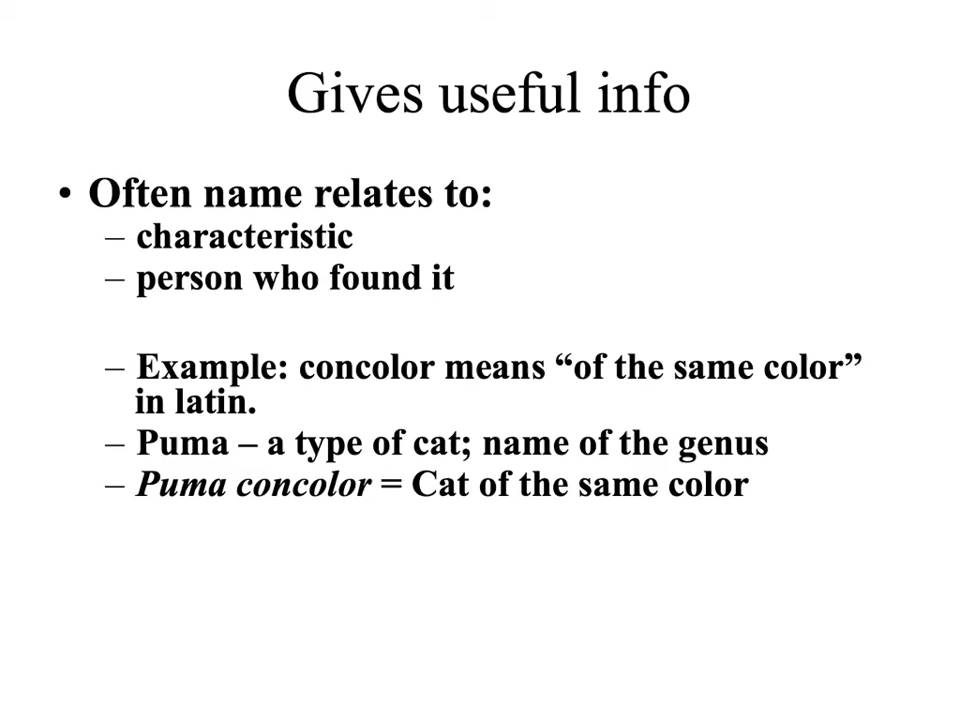 Gives useful info
• Often name relates to:
– characteristic
– person who found it
– Example: concolor means “of the same color”
in latin.
– Puma – a type of cat; name of the genus
– Puma concolor = Cat of the same color